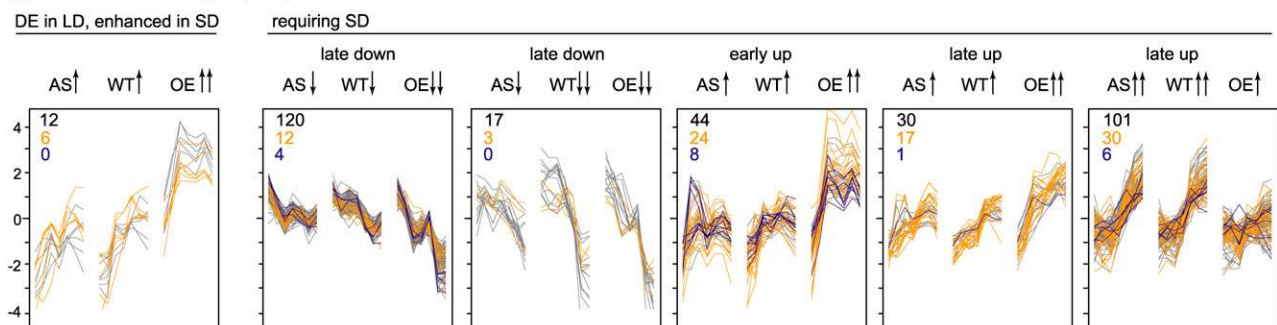 DE in LD, enhanced in SD requiring SD
late down late down early up late up late up
AS↑ WT↑ OE↑↑ AS↓ WT↓ OE↓↓ AS↓ WT↓↓ OE↓↓ AS↑ WT↑ OE↑↑ AS↑ WT↑ OE↑↑ AS↑↑ WT↑↑ OE↑
12 120 17 44 30 101
6 12 3 24 17 30
0 4 0 8 1 6
4
2
0
-2
-4